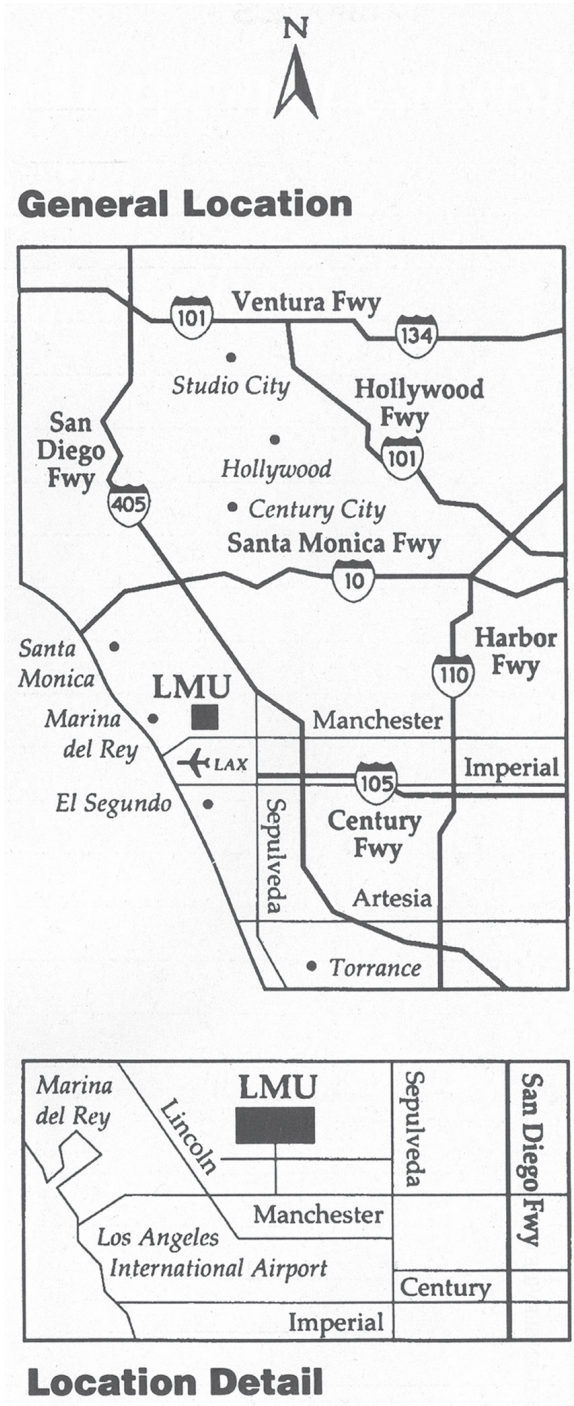 N
General Location
Ventura Fwy
101
134
Studio City
Hollywood
Fwy
San
Diego
Fwy
Hollywood
101
405
Century City
Santa Monica Fwy
10
Santa
Monica
Harbor
Fwy
110
LMU
Marina
del Rey
Manchester
LAX
Imperial
105
El Segundo
Sepulveda
Century
Fwy
Artesia
Torrance
Marina
del Rey
LMU
Lincoln
Sepulveda
San Diego Fwy
Manchester
Los Angeles
International Airport
Century
Imperial
Location Detail